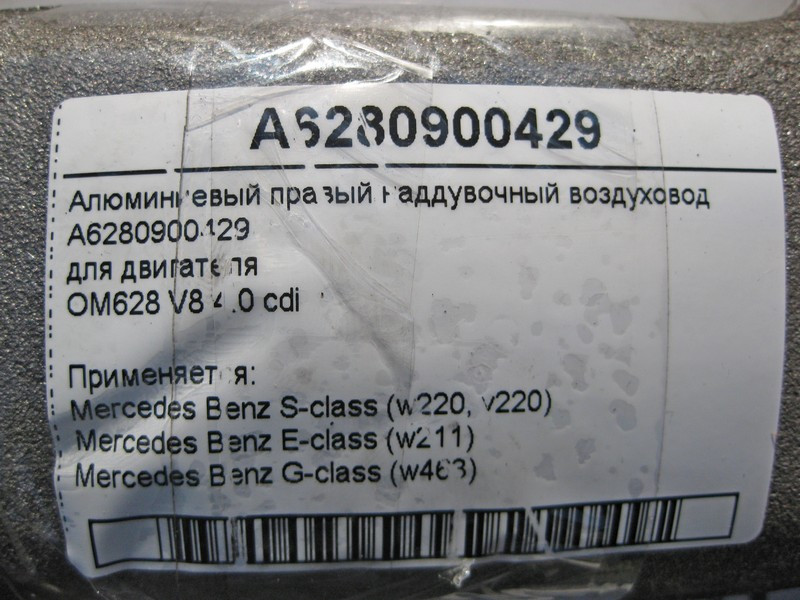 A6280900429
Алюминиевый правый наддувочный воздуховод
A6280900429
для двигателя
OM628 V8 4.0 cdi
Применяется:
Mercedes Benz S-class (w220, v220)
Mercedes Benz E-class (w211)
Mercedes Benz G-class (w463)